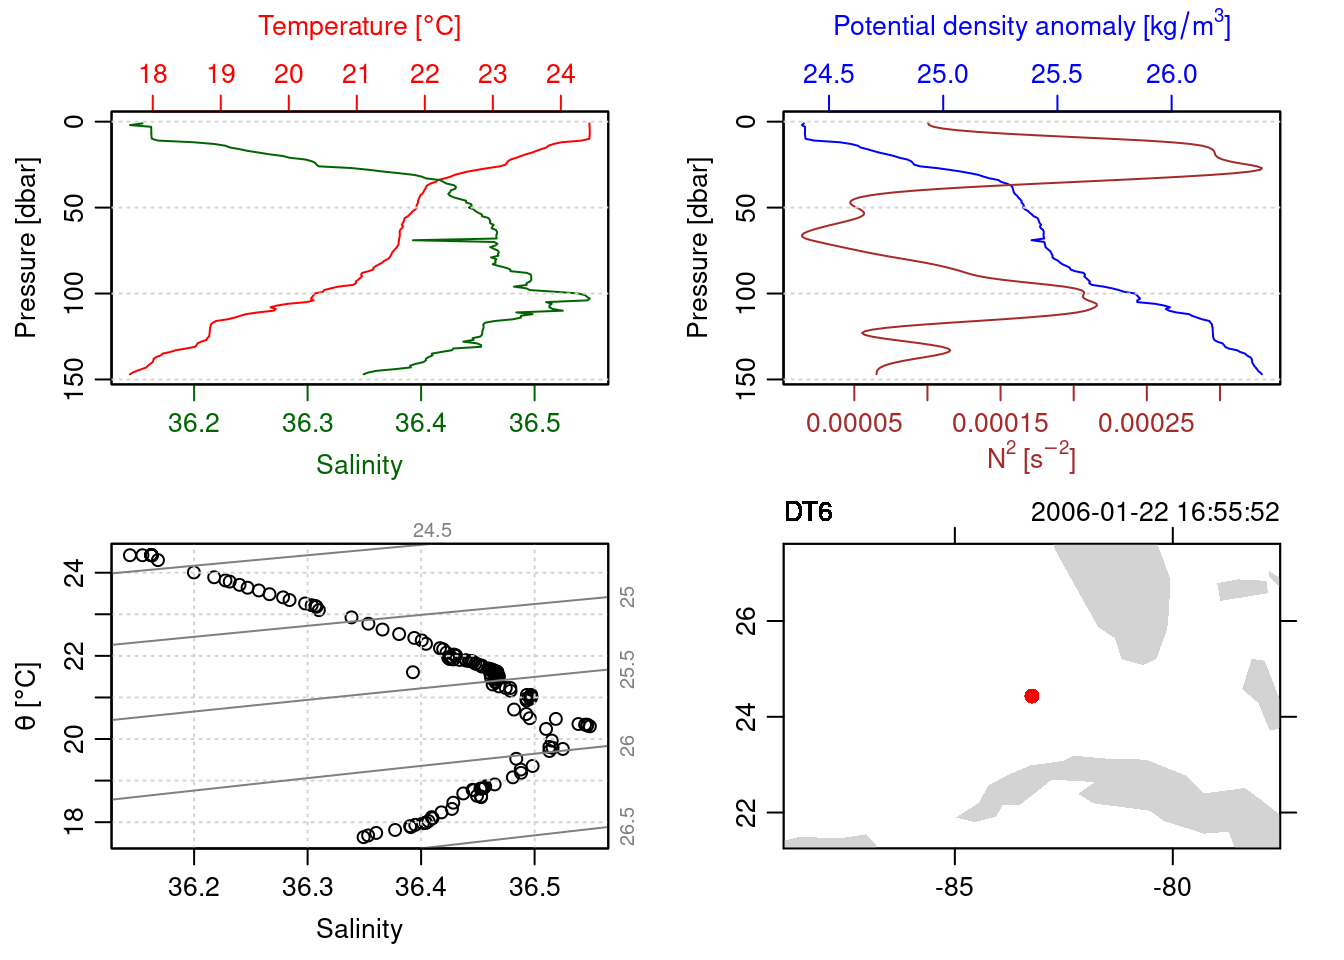 Temperature [°C]
18 19 20 21 22 23 24
Pressure [dbar]
0
50
100
150
36.2 36.3 36.4 36.5
Salinity
Potential density anomaly [kg/m³]
24.5 25.0 25.5 26.0
Pressure [dbar]
0
50
100
150
0.00005 0.00015 0.00025
N² [s⁻²]
24.5
θ [°C]
24
22
20
18
25
25.5
26
26.5
36.2 36.3 36.4 36.5
Salinity
DT6 2006-01-22 16:55:52
26
24
22
-85 -80